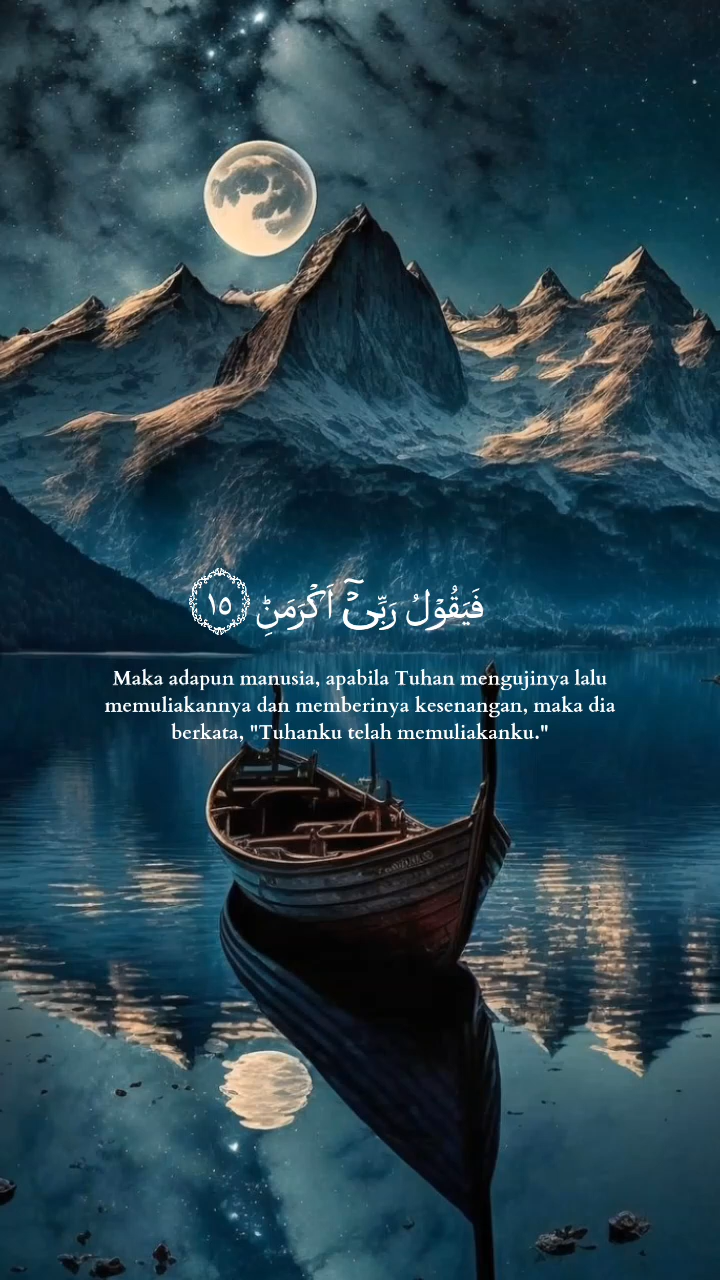 فَيَقُوْلُ رَبِّيْٓ اَكْرَمَنِۗ ١٥
Maka adapun manusia, apabila Tuhan mengujinya lalu
memuliakannya dan memberinya kesenangan, maka dia
berkata, "Tuhanku telah memuliakanku."